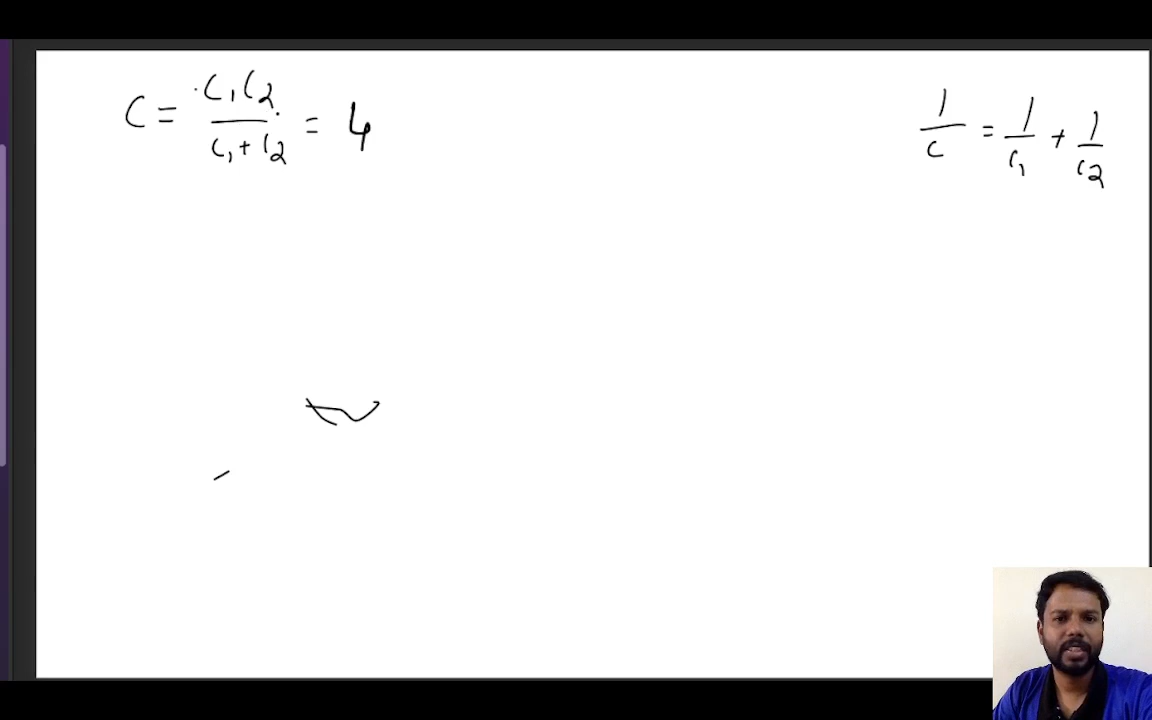 C = C₁C₂ / C₁ + C₂ = 4
1/C = 1/C₁ + 1/C₂